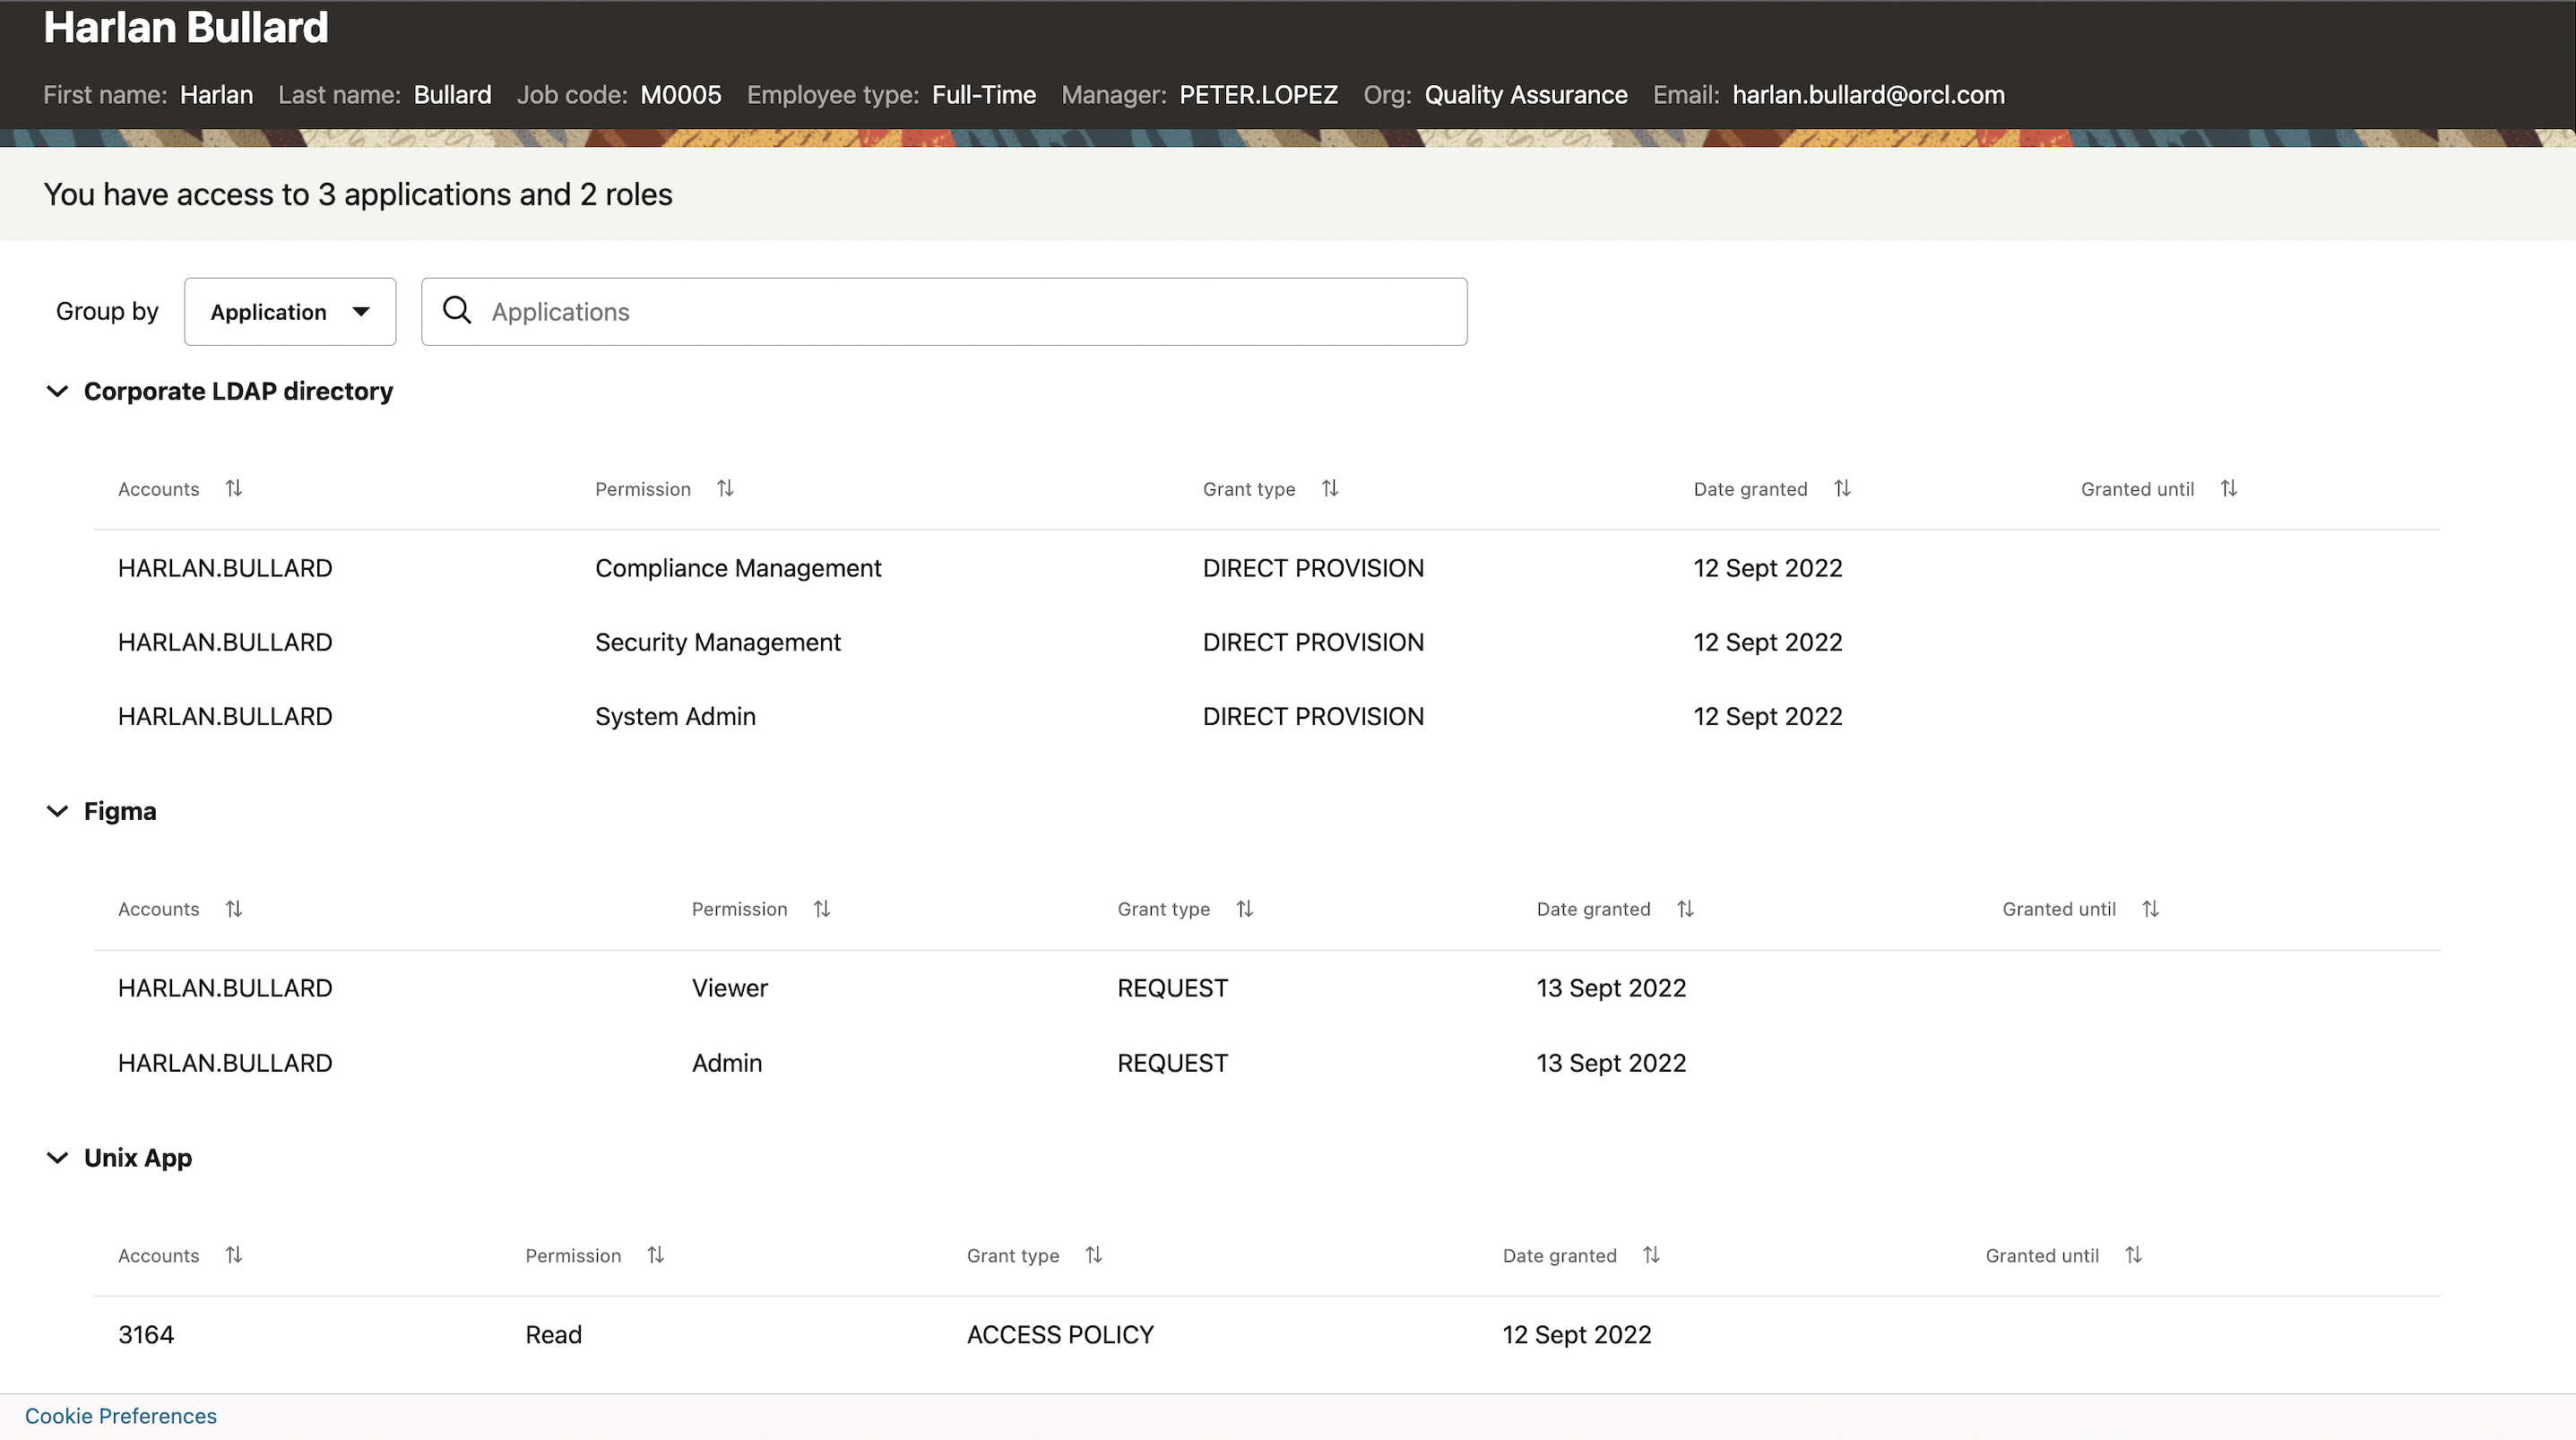 Harlan Bullard
First name: Harlan Last name: Bullard Job code: M0005 Employee type: Full-Time Manager: PETER.LOPEZ Org: Quality Assurance Email: harlan.bullard@orcl.com
You have access to 3 applications and 2 roles
Group by Application Applications
Corporate LDAP directory
Accounts Permission Grant type Date granted Granted until
HARLAN.BULLARD Compliance Management DIRECT PROVISION 12 Sept 2022
HARLAN.BULLARD Security Management DIRECT PROVISION 12 Sept 2022
HARLAN.BULLARD System Admin DIRECT PROVISION 12 Sept 2022
Figma
Accounts Permission Grant type Date granted Granted until
HARLAN.BULLARD Viewer REQUEST 13 Sept 2022
HARLAN.BULLARD Admin REQUEST 13 Sept 2022
Unix App
Accounts Permission Grant type Date granted Granted until
3164 Read ACCESS POLICY 12 Sept 2022
Cookie Preferences